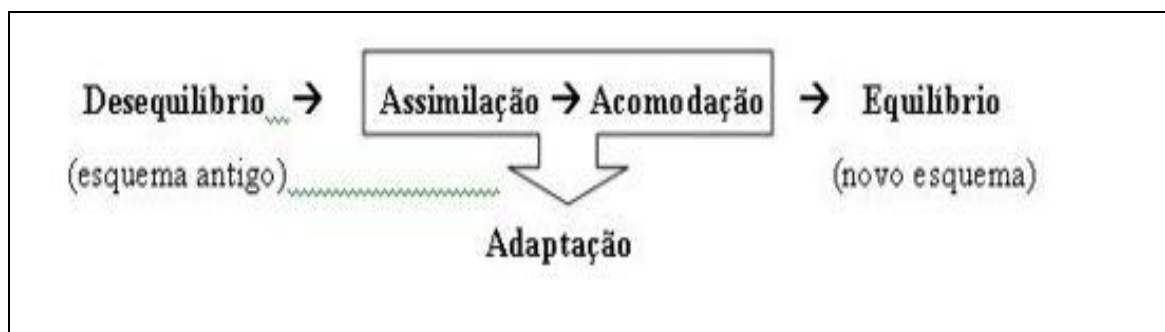 Desequilíbrio → Assimilação → Acomodação → Equilíbrio
(esquema antigo) (novo esquema)
Adaptação